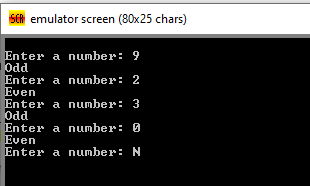 emulator screen (80x25 chars)
Enter a number: 9
Odd
Enter a number: 2
Even
Enter a number: 3
Odd
Enter a number: 0
Even
Enter a number: N